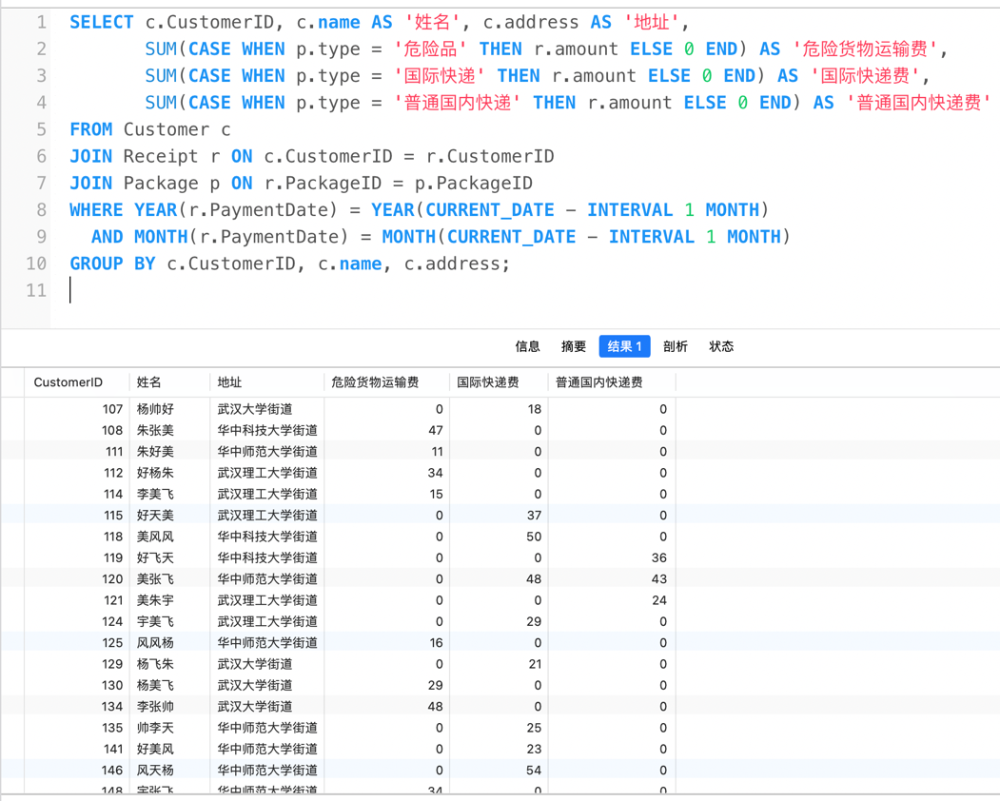 1 SELECT c.CustomerID, c.name AS '姓名', c.address AS '地址',
2 SUM(CASE WHEN p.type = '危险品' THEN r.amount ELSE 0 END) AS '危险货物运输费',
3 SUM(CASE WHEN p.type = '国际快递' THEN r.amount ELSE 0 END) AS '国际快递费',
4 SUM(CASE WHEN p.type = '普通国内快递' THEN r.amount ELSE 0 END) AS '普通国内快递费'
5 FROM Customer c
6 JOIN Receipt r ON c.CustomerID = r.CustomerID
7 JOIN Package p ON r.PackageID = p.PackageID
8 WHERE YEAR(r.PaymentDate) = YEAR(CURRENT_DATE - INTERVAL 1 MONTH)
9 AND MONTH(r.PaymentDate) = MONTH(CURRENT_DATE - INTERVAL 1 MONTH)
10 GROUP BY c.CustomerID, c.name, c.address;
11
信息 摘要 结果 1 剖析 状态
CustomerID 姓名 地址 危险货物运输费 国际快递费 普通国内快递费
107 杨帅好 武汉大学街道 0 18 0
108 朱张美 华中科技大学街道 47 0 0
111 朱好美 华中师范大学街道 11 0 0
112 好杨朱 武汉理工大学街道 34 0 0
114 李美飞 武汉理工大学街道 15 0 0
115 好天美 武汉理工大学街道 0 37 0
118 美风风 华中科技大学街道 0 50 0
119 好飞天 华中科技大学街道 0 0 36
120 美张飞 华中师范大学街道 0 48 43
121 美朱宇 武汉理工大学街道 0 0 24
124 宇美飞 武汉理工大学街道 0 29 0
125 风风杨 华中师范大学街道 16 0 0
129 杨飞朱 武汉大学街道 0 21 0
130 杨美飞 武汉大学街道 29 0 0
134 李张帅 武汉大学街道 48 0 0
135 帅李天 华中师范大学街道 0 25 0
141 好美风 华中师范大学街道 0 23 0
146 风天杨 华中师范大学街道 0 54 0
148 宇张飞 华中师范大学街道 34 0 0